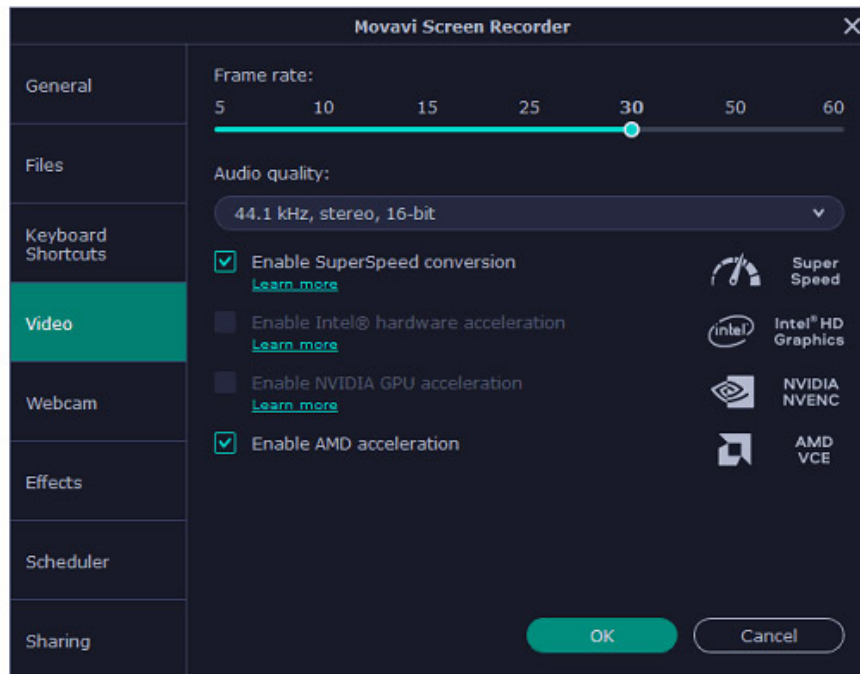 Movavi Screen Recorder
General
Files
Keyboard
Shortcuts
Video
Webcam
Effects
Scheduler
Sharing
Frame rate:
5 10 15 25 30 50 60
Audio quality:
44.1 kHz, stereo, 16-bit
Enable SuperSpeed conversion
Learn more
Super
Speed
Enable Intel® hardware acceleration
Learn more
intel
Intel® HD
Graphics
Enable NVIDIA GPU acceleration
Learn more
NVIDIA
NVENC
Enable AMD acceleration
AMD
VCE
OK
Cancel